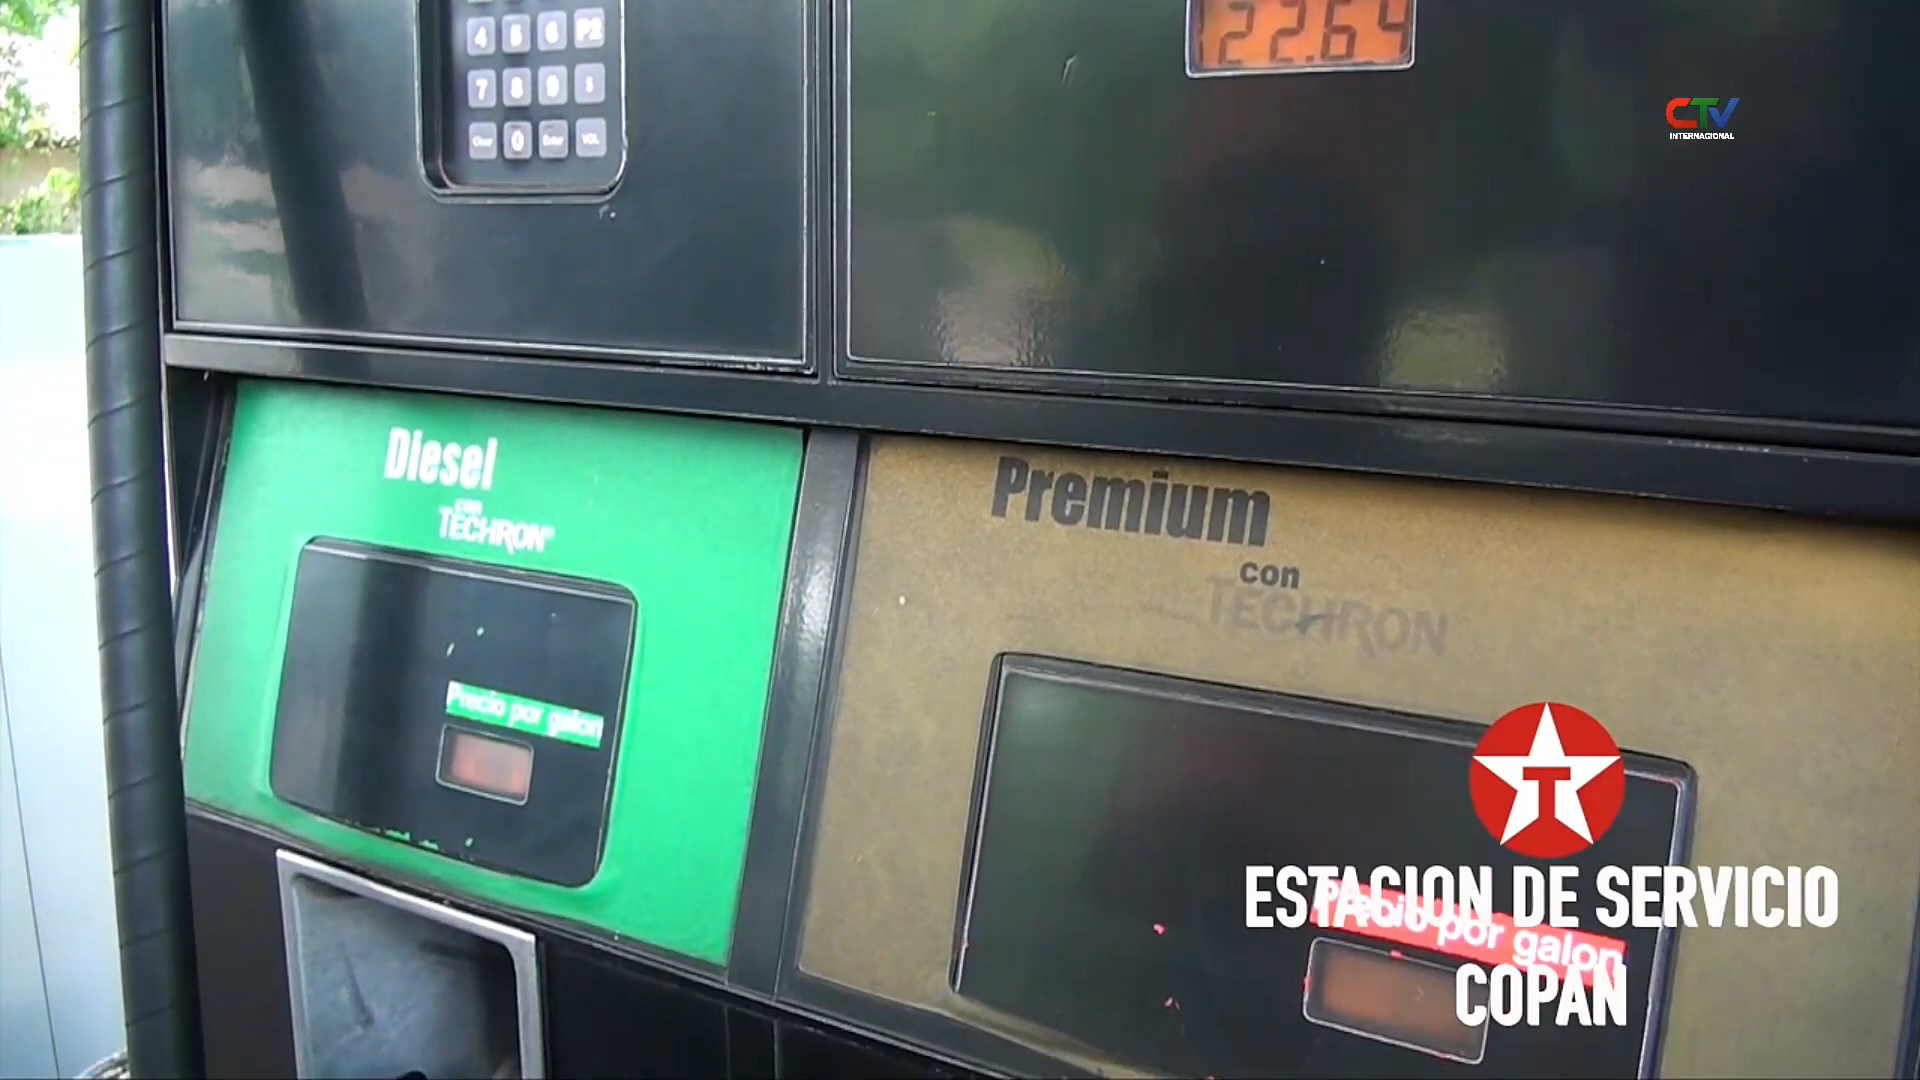 4 5 6 P2
22.64
7 8 9
Clear 0 Enter VOL
CTV
INTERNACIONAL
Diesel
con
TECHRON
Premium
con
TECHRON
Precio por galon
T
ESTACION DE SERVICIO
Precio por galon
COPAN